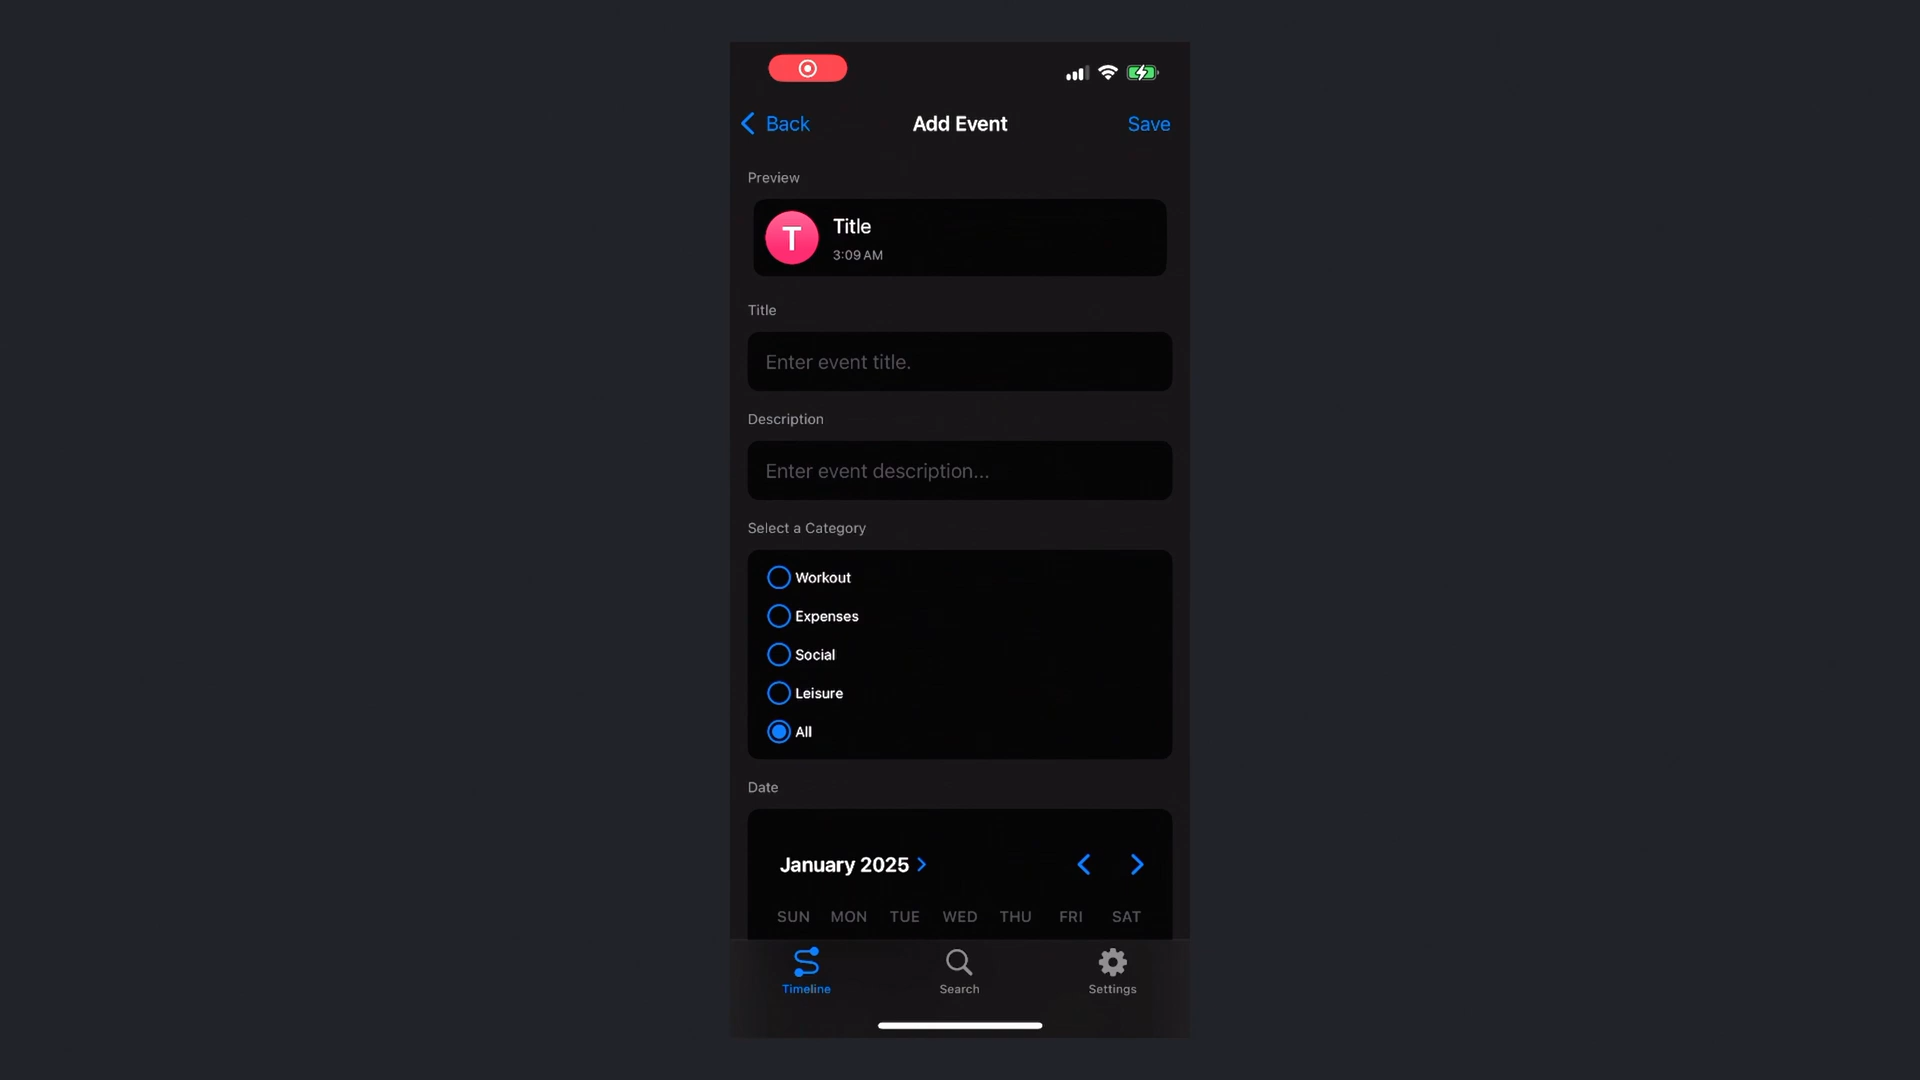 Back Add Event Save
Preview
T Title
3:09 AM
Title
Enter event title.
Description
Enter event description...
Select a Category
Workout
Expenses
Social
Leisure
All
Date
January 2025
SUN MON TUE WED THU FRI SAT
Timeline Search Settings